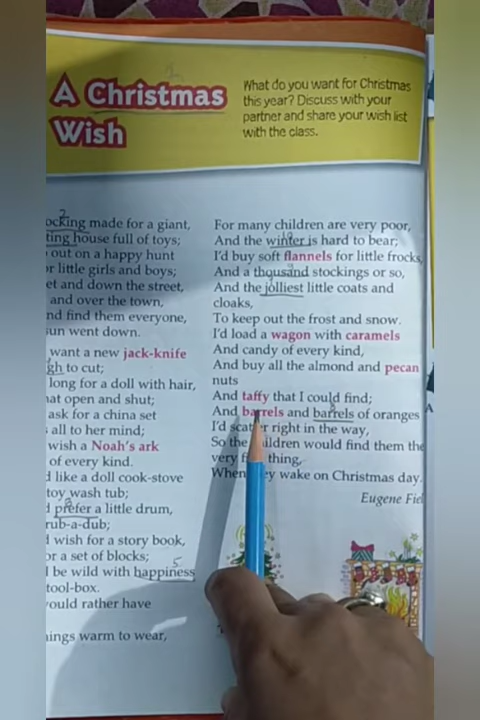 A Christmas
Wish
What do you want for Christmas
this year? Discuss with your
partner and share your wish list
with the class.
ocking made for a giant,
ting house full of toys;
out on a happy hunt
or little girls and boys;
et and down the street,
and over the town,
nd find them everyone,
sun went down.
want a new jack-knife
gh to cut;
long for a doll with hair,
hat open and shut;
ask for a china set
all to her mind;
wish a Noah's ark
of every kind.
d like a doll cook-stove
toy wash tub;
d prefer a little drum,
rub-a-dub;
d wish for a story book,
or a set of blocks;
l be wild with happiness
tool-box.
would rather have
ings warm to wear,
For many children are very poor,
And the winter is hard to bear;
I'd buy soft flannels for little frocks,
And a thousand stockings or so,
And the jolliest little coats and
cloaks,
To keep out the frost and snow.
I'd load a wagon with caramels
And candy of every kind,
And buy all the almond and pecan
nuts
And taffy that I could find;
And barrels and barrels of oranges
I'd scatter right in the way,
So the children would find them the
very thing,
When they wake on Christmas day.
Eugene Fie